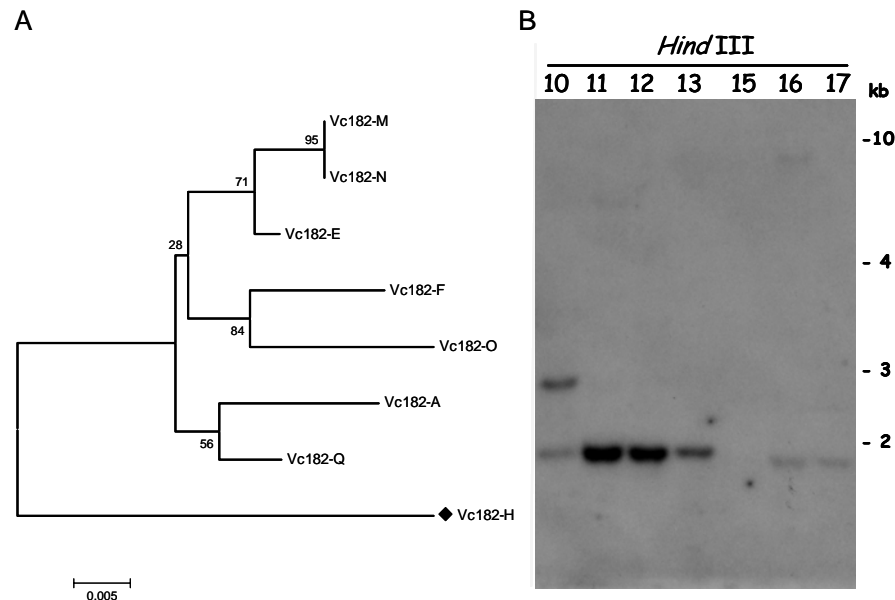 A
Vc182-M
95
Vc182-N
71
Vc182-E
28
Vc182-F
84
Vc182-O
Vc182-A
56
Vc182-Q
Vc182-H
0.005
B
Hind III
10 11 12 13 15 16 17
kb
-10
- 4
- 3
- 2